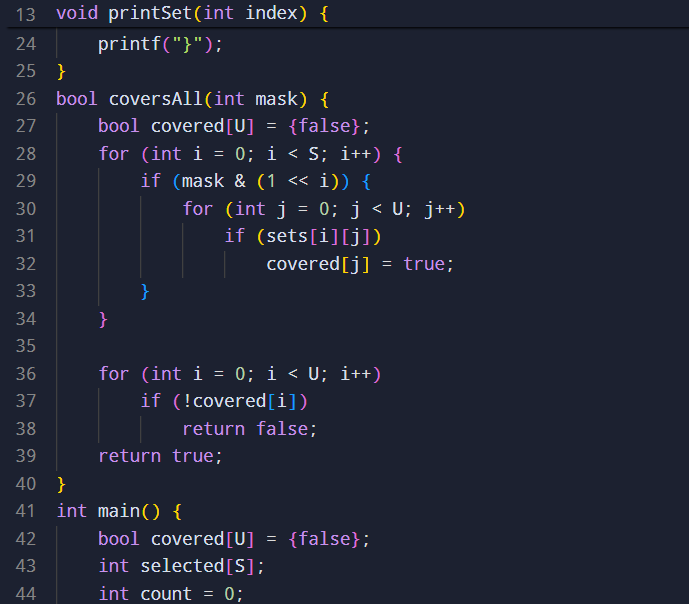 13 void printSet(int index) {
24     printf("}");
25 }
26 bool coversAll(int mask) {
27     bool covered[U] = {false};
28     for (int i = 0; i < S; i++) {
29         if (mask & (1 << i)) {
30             for (int j = 0; j < U; j++)
31                 if (sets[i][j])
32                     covered[j] = true;
33         }
34     }
35
36     for (int i = 0; i < U; i++)
37         if (!covered[i])
38             return false;
39     return true;
40 }
41 int main() {
42     bool covered[U] = {false};
43     int selected[S];
44     int count = 0;